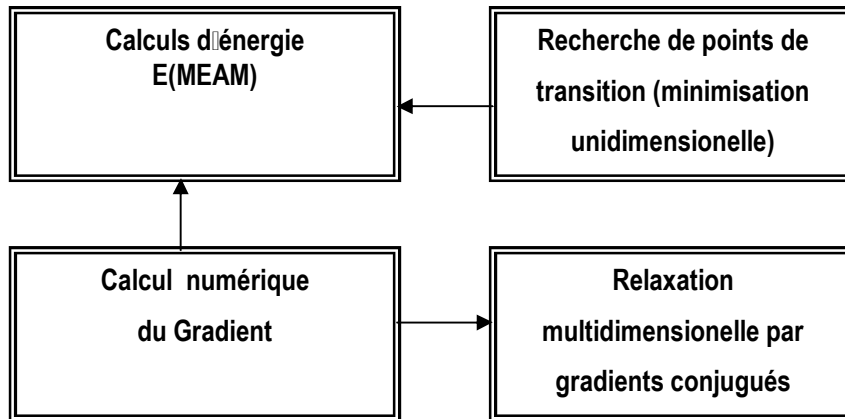 Calculs d▯énergie
E(MEAM)
Recherche de points de
transition (minimisation
unidimensionelle)
Calcul numérique
du Gradient
Relaxation
multidimensionelle par
gradients conjugués